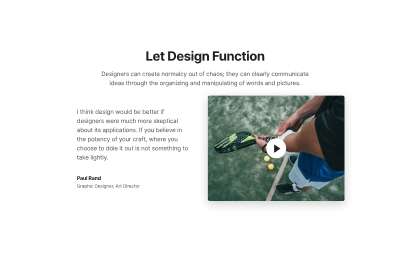 Let Design Function
Designers can create normalcy out of chaos; they can clearly communicate
ideas through the organizing and manipulating of words and pictures.
I think design would be better if
designers were much more skeptical
about its applications. If you believe in
the potency of your craft, where you
choose to dole it out is not something to
take lightly.
Paul Rand
Graphic Designer, Art Director